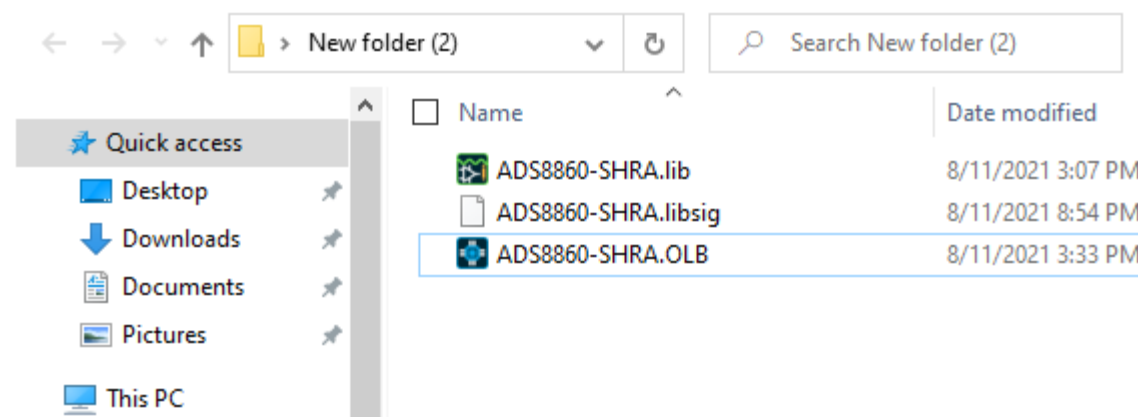 New folder (2)
Search New folder (2)
Name
Date modified
Quick access
ADS8860-SHRA.lib
8/11/2021 3:07 PM
Desktop
ADS8860-SHRA.libsig
8/11/2021 8:54 PM
Downloads
ADS8860-SHRA.OLB
8/11/2021 3:33 PM
Documents
Pictures
This PC